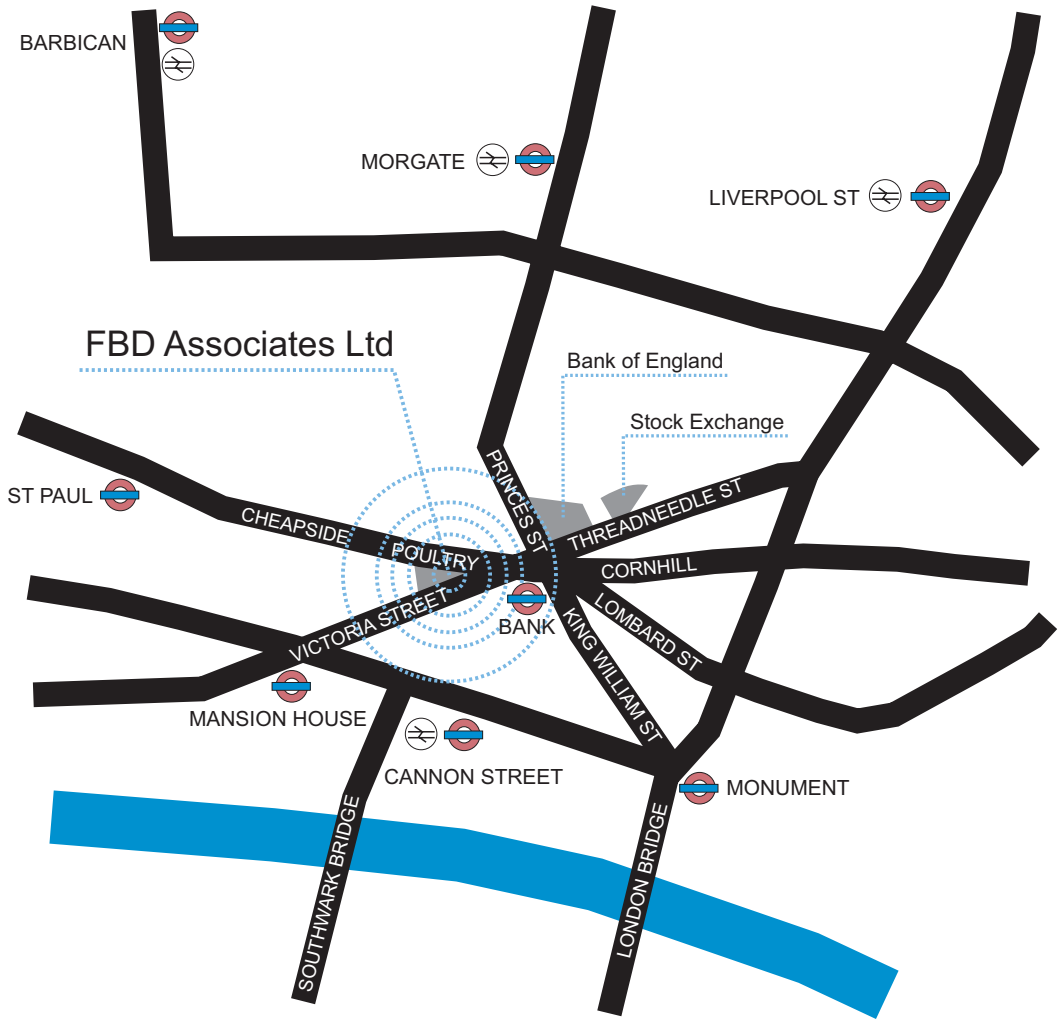 BARBICAN
MORGATE
LIVERPOOL ST
FBD Associates Ltd
Bank of England
Stock Exchange
ST PAUL
CHEAPSIDE
POULTRY
PRINCES ST
THREADNEEDLE ST
CORNHILL
VICTORIA STREET
BANK
LOMBARD ST
KING WILLIAM ST
MANSION HOUSE
CANNON STREET
MONUMENT
SOUTHWARK BRIDGE
LONDON BRIDGE